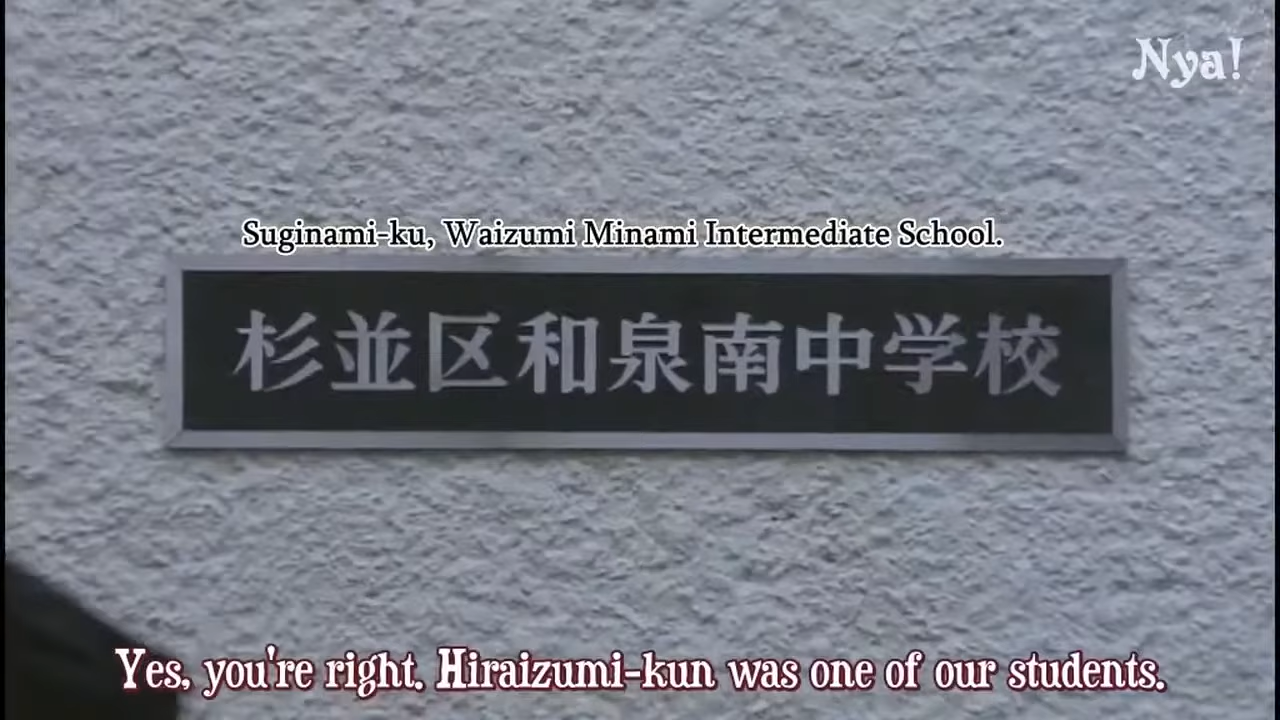 Nya!
Suginami-ku, Waizumi Minami Intermediate School.
杉並区和泉南中学校
Yes, you're right. Hiraizumi-kun was one of our students.